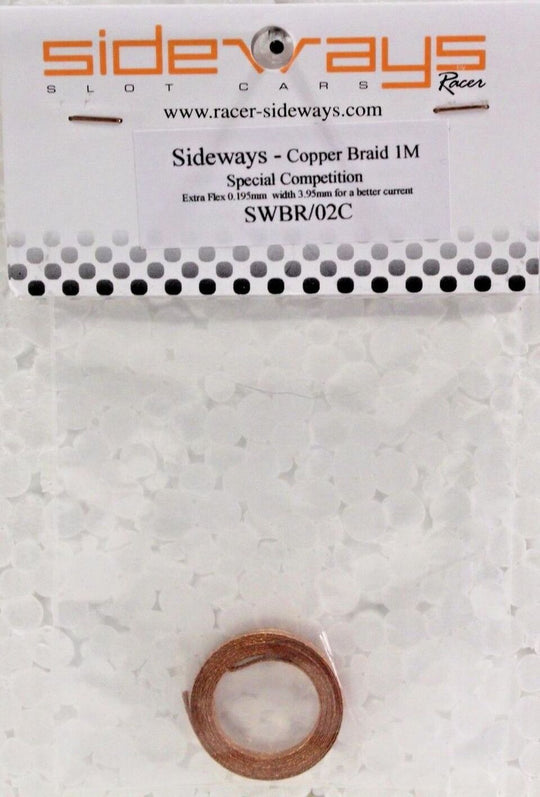 sideways
SLOT CARS by Racer
www.racer-sideways.com
Sideways - Copper Braid 1M
Special Competition
Extra Flex 0.195mm width 3.95mm for a better current
SWBR/02C